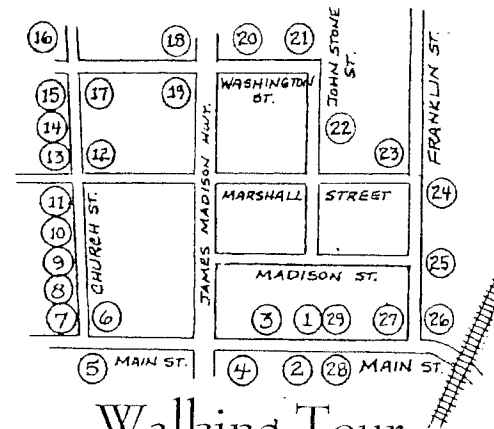 16 18 20 21
JOHN STONE ST.
FRANKLIN ST.
15 17 19 WASHINGTON ST.
14 22
13 12 23
JAMES MADISON HWY.
CHURCH ST.
11 MARSHALL STREET 24
10
9 MADISON ST. 25
8
7 6 3 1 29 27 26
5 MAIN ST. 4 2 28 MAIN ST.
Walking Tour